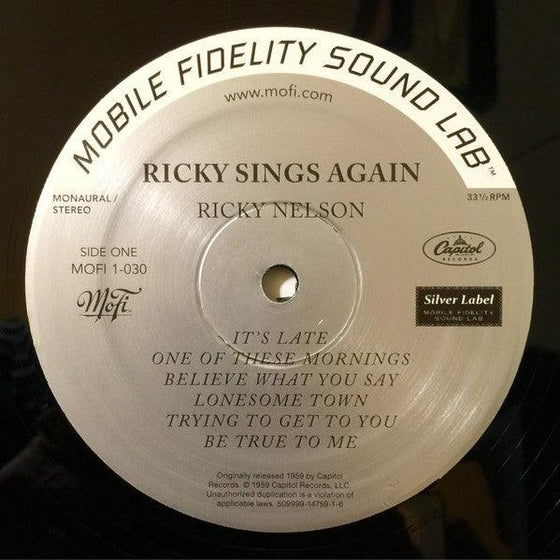 MOBILE FIDELITY SOUND LAB™
www.mofi.com
RICKY SINGS AGAIN
RICKY NELSON
MONAURAL /
STEREO
33 1/3 RPM
SIDE ONE
MOFI 1-030
MoFi
Capitol
RECORDS
Silver Label
MOBILE FIDELITY
SOUND LAB
IT'S LATE
ONE OF THESE MORNINGS
BELIEVE WHAT YOU SAY
LONESOME TOWN
TRYING TO GET TO YOU
BE TRUE TO ME
Originally released 1959 by Capitol
Records. © 1959 Capitol Records, LLC.
Unauthorized duplication is a violation of
applicable laws. 509999-14759-1-6